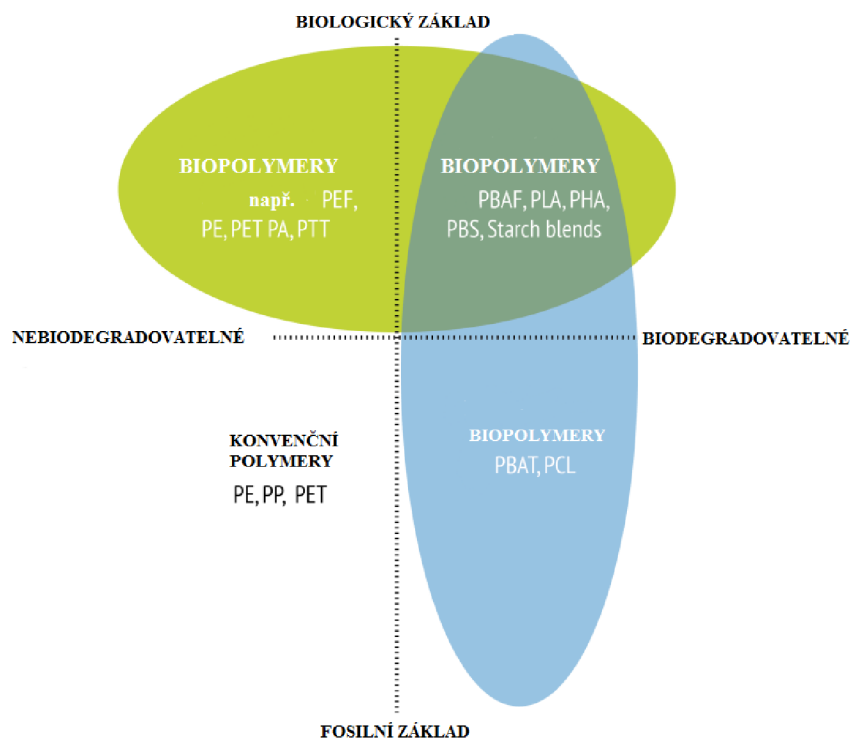 BIOLOGICKÝ ZÁKLAD
BIOPOLYMERY
např. PEF,
PE, PET PA, PTT
BIOPOLYMERY
PBAF, PLA, PHA,
PBS, Starch blends
NEBIODEGRADOVATELNÉ
BIODEGRADOVATELNÉ
KONVENČNÍ
POLYMERY
PE, PP, PET
BIOPOLYMERY
PBAT, PCL
FOSILNÍ ZÁKLAD